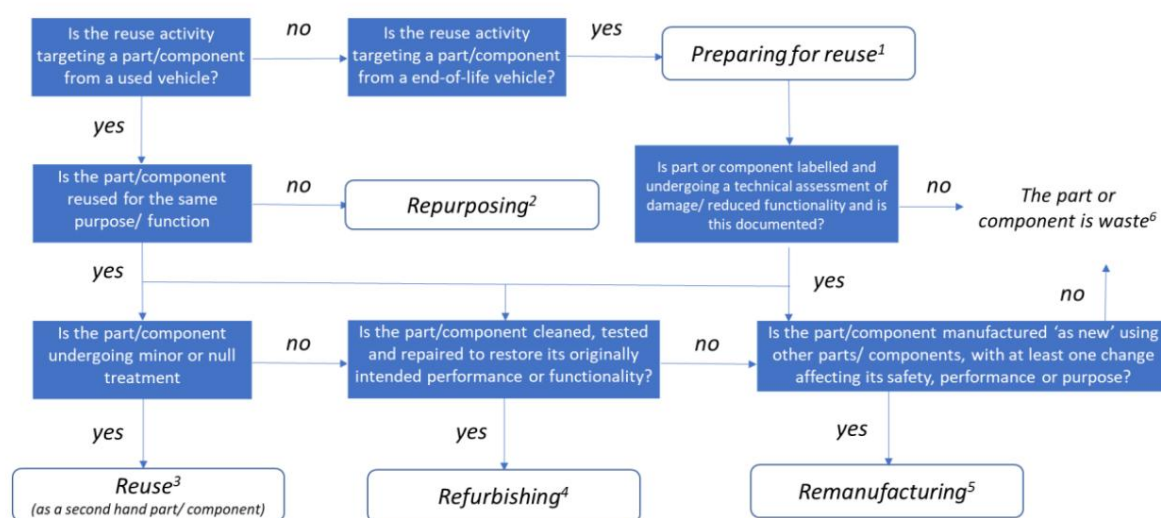 Is the reuse activity
targeting a part/component
from a used vehicle?
no
Is the reuse activity
targeting a part/component
from a end-of-life vehicle?
yes
Preparing for reuse¹
yes
Is the part/component
reused for the same
purpose/ function
no
Repurposing²
Is part or component labelled and
undergoing a technical assessment of
damage/ reduced functionality and is
this documented?
no
The part or
component is waste⁶
yes
yes
no
Is the part/component
undergoing minor or null
treatment
no
Is the part/component cleaned, tested
and repaired to restore its originally
intended performance or functionality?
no
Is the part/component manufactured ‘as new’ using
other parts/ components, with at least one change
affecting its safety, performance or purpose?
yes
yes
yes
Reuse³
(as a second hand part/ component)
Refurbishing⁴
Remanufacturing⁵